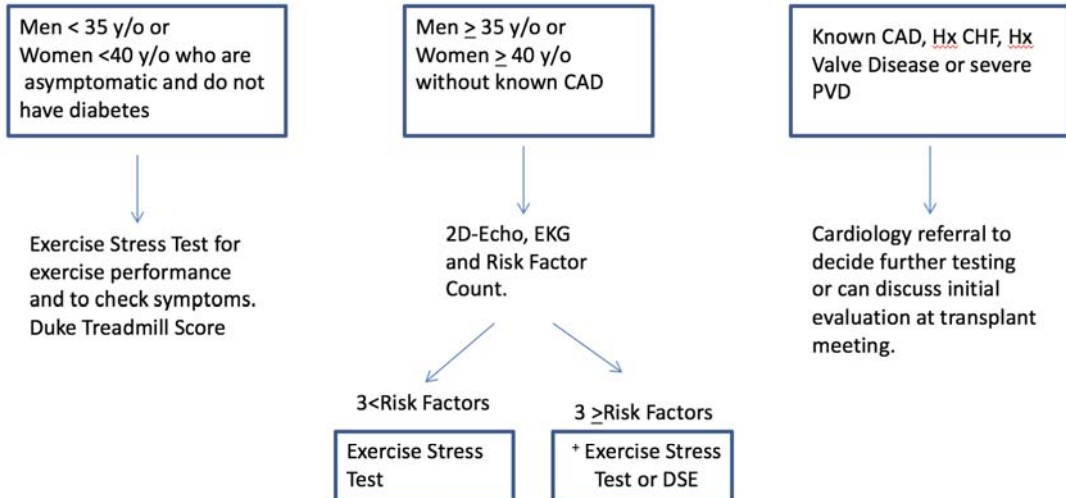 Men < 35 y/o or
Women <40 y/o who are
asymptomatic and do not
have diabetes
Exercise Stress Test for
exercise performance
and to check symptoms.
Duke Treadmill Score
Men ≥ 35 y/o or
Women ≥ 40 y/o
without known CAD
2D-Echo, EKG
and Risk Factor
Count.
3<Risk Factors
Exercise Stress
Test
3 ≥Risk Factors
⁺ Exercise Stress
Test or DSE
Known CAD, Hx CHF, Hx
Valve Disease or severe
PVD
Cardiology referral to
decide further testing
or can discuss initial
evaluation at transplant
meeting.